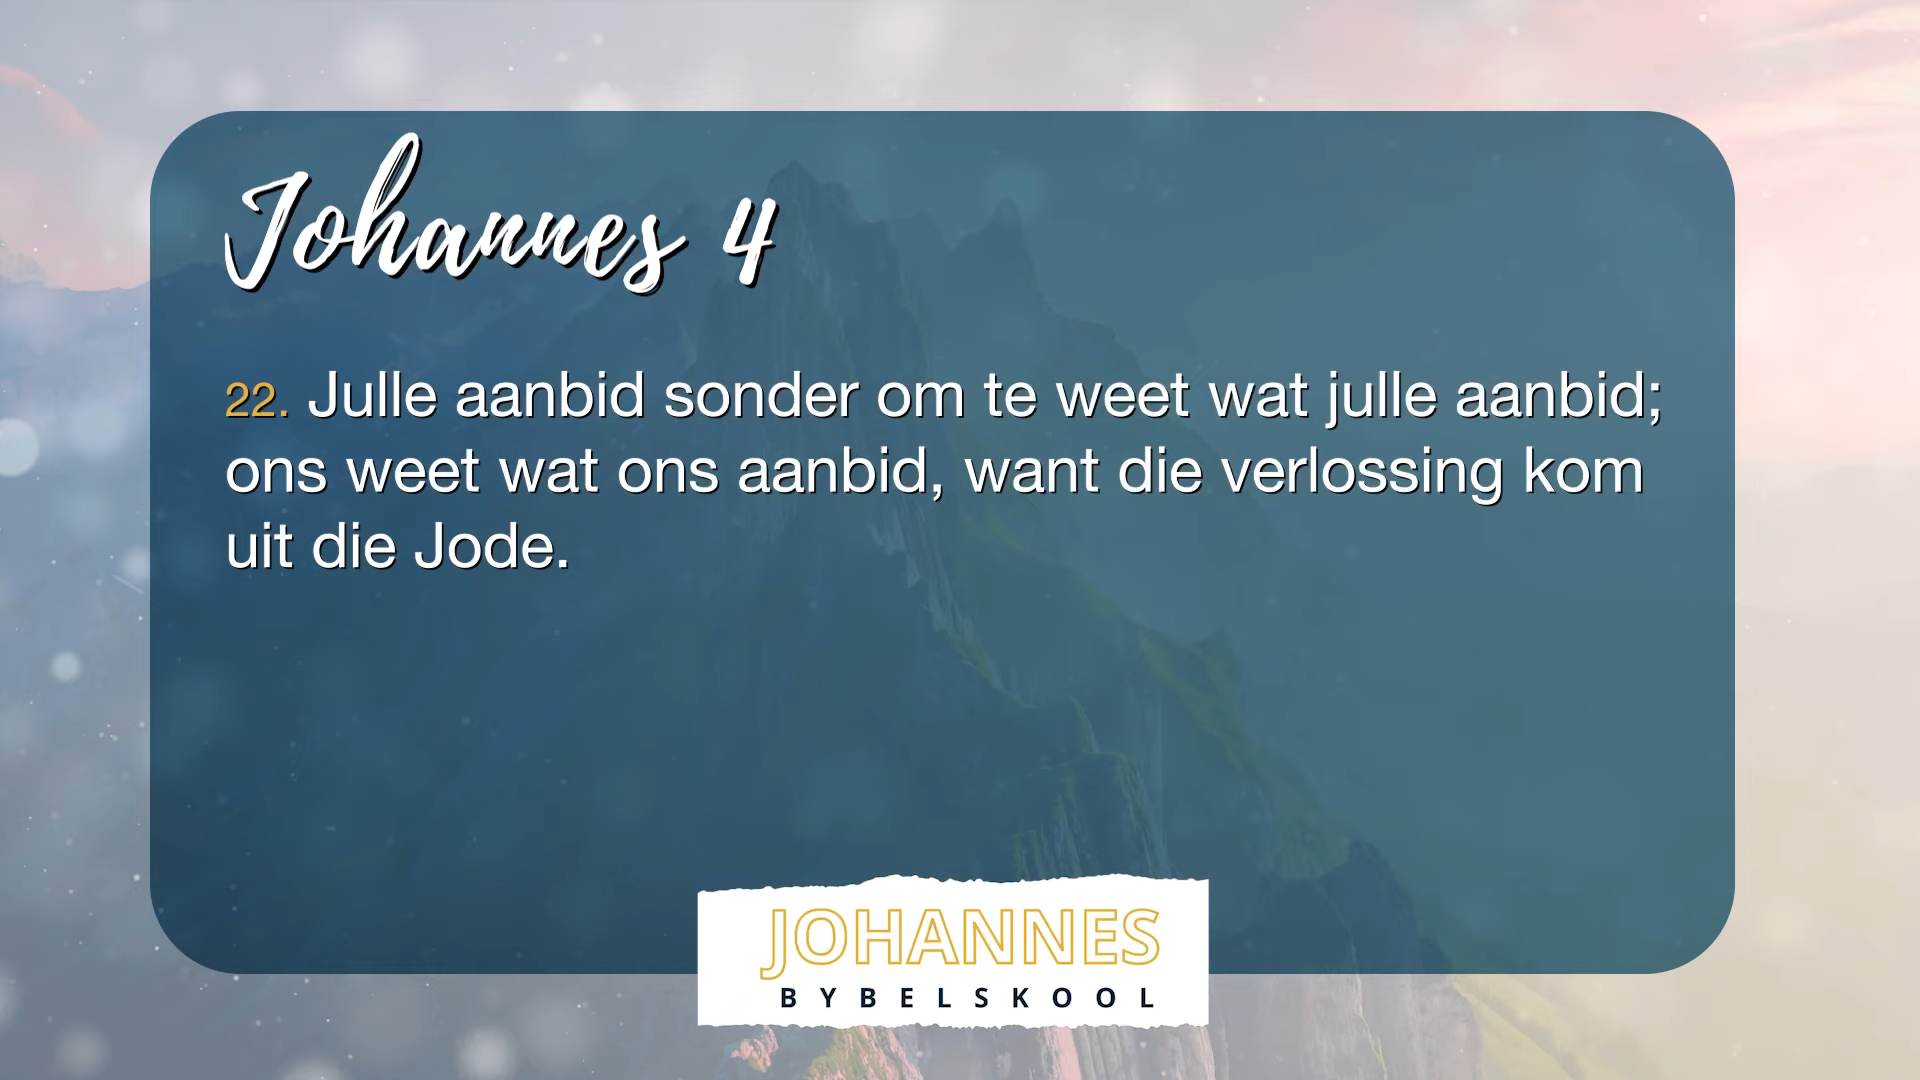 Johannes 4
22. Julle aanbid sonder om te weet wat julle aanbid;
ons weet wat ons aanbid, want die verlossing kom
uit die Jode.
JOHANNES
BYBELSKOOL